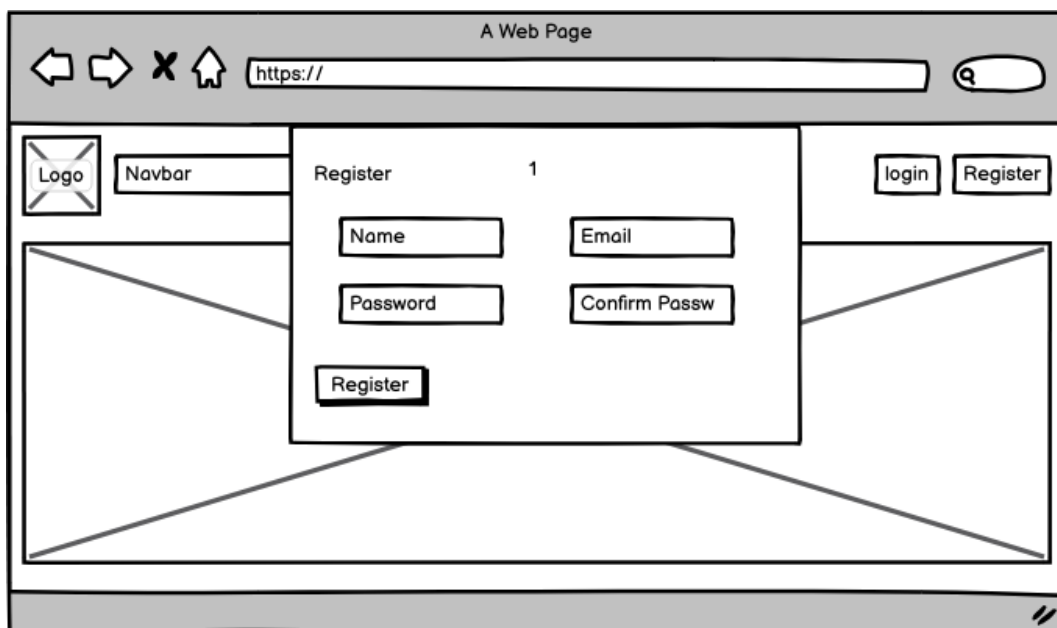 A Web Page
https://
Logo
Navbar
login
Register
Register
1
Name
Email
Password
Confirm Passw
Register